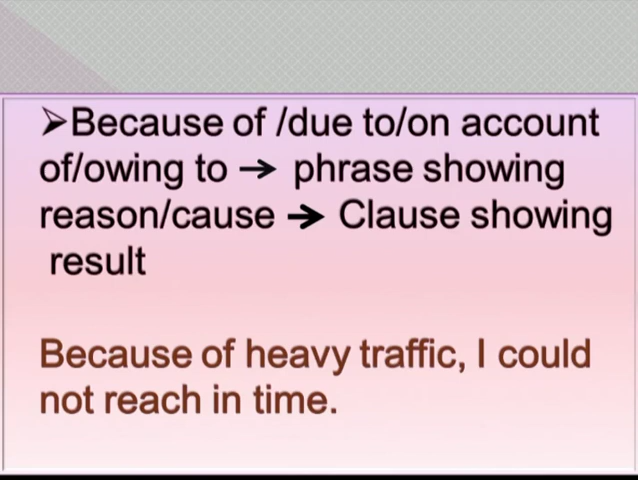 ➢Because of /due to/on account
of/owing to → phrase showing
reason/cause → Clause showing
result
Because of heavy traffic, I could
not reach in time.